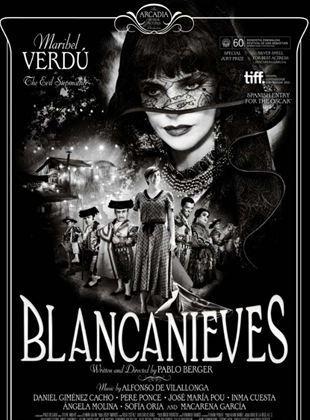 ARCADIA
Maribel
VERDÚ
The Evil Stepmother
60
SPECIAL
JURY PRIZE
SILVER SHELL
FOR BEST ACTRESS
tiff.
SPANISH ENTRY
FOR THE OSCAR
BLANCANIEVES
Written and Directed by PABLO BERGER
Music by ALFONSO DE VILALLONGA
DANIEL GIMÉNEZ CACHO • PERE PONCE • JOSÉ MARÍA POU • INMA CUESTA
ÁNGELA MOLINA • SOFÍA ORIA AND MACARENA GARCÍA